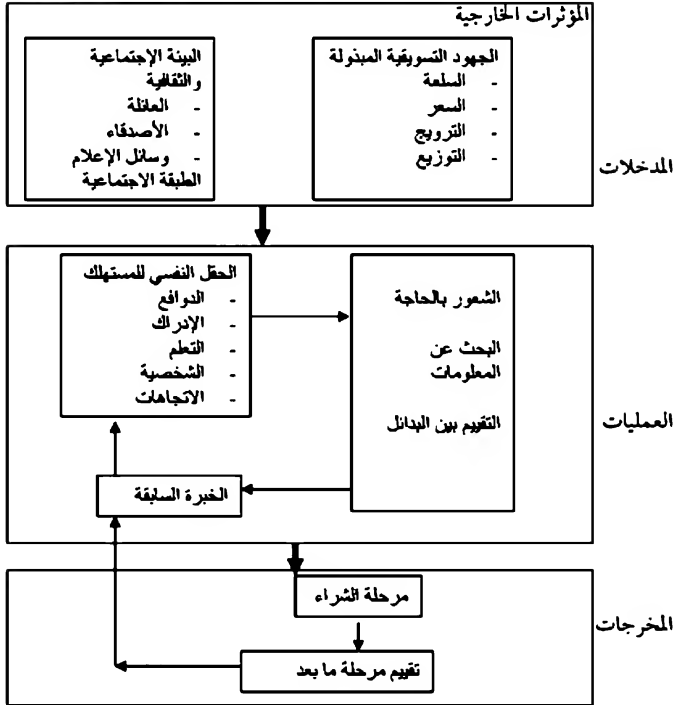 المؤثرات الخارجية
الجهود التسويقية المبذولة
- السلعة
- السعر
- الترويج
- التوزيع
البيئة الإجتماعية
والثقافية
- العائلة
- الأصدقاء
- وسائل الإعلام
الطبقة الاجتماعية
المدخلات
الحقل النفسي للمستهلك
- الدوافع
- الإدراك
- التعلم
- الشخصية
- الاتجاهات
الشعور بالحاجة
البحث عن
المعلومات
التقييم بين البدائل
الخبرة السابقة
العمليات
مرحلة الشراء
تقييم مرحلة ما بعد
المخرجات